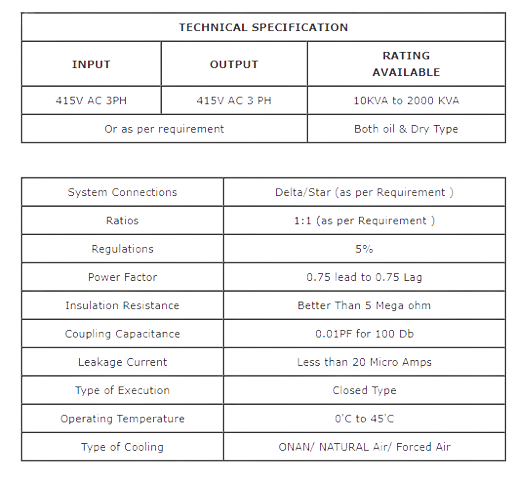 TECHNICAL SPECIFICATION
INPUT OUTPUT RATING AVAILABLE
415V AC 3PH 415V AC 3 PH 10KVA to 2000 KVA
Or as per requirement Both oil & Dry Type
System Connections Delta/Star (as per Requirement )
Ratios 1:1 (as per Requirement )
Regulations 5%
Power Factor 0.75 lead to 0.75 Lag
Insulation Resistance Better Than 5 Mega ohm
Coupling Capacitance 0.01PF for 100 Db
Leakage Current Less than 20 Micro Amps
Type of Execution Closed Type
Operating Temperature 0'C to 45'C
Type of Cooling ONAN/ NATURAL Air/ Forced Air